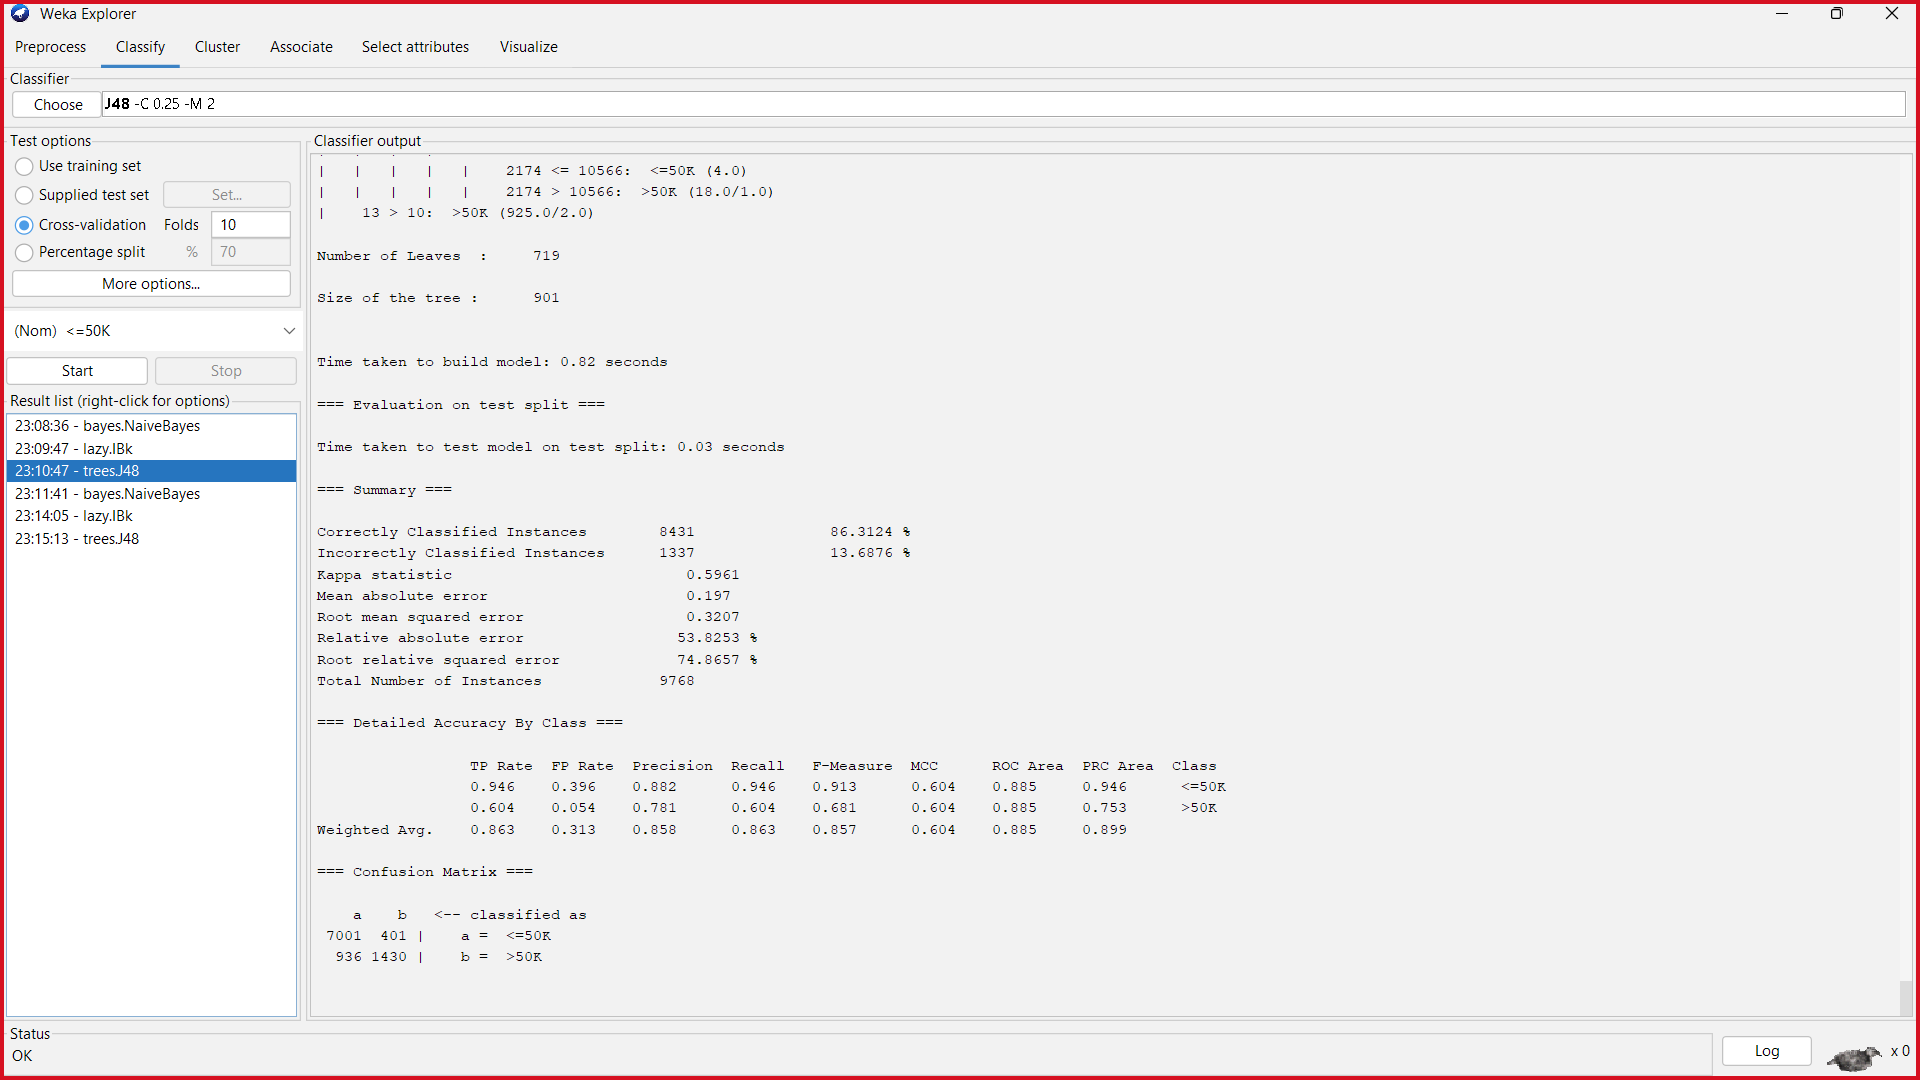 Weka Explorer
Preprocess Classify Cluster Associate Select attributes Visualize
Classifier
Choose J48 -C 0.25 -M 2
Test options
Use training set
Supplied test set Set...
Cross-validation Folds 10
Percentage split % 70
More options...
(Nom) <=50K
Start Stop
Result list (right-click for options)
23:08:36 - bayes.NaiveBayes
23:09:47 - lazy.IBk
23:10:47 - trees.J48
23:11:41 - bayes.NaiveBayes
23:14:05 - lazy.IBk
23:15:13 - trees.J48
Classifier output
| | | | | 2174 <= 10566: <=50K (4.0)
| | | | | 2174 > 10566: >50K (18.0/1.0)
| 13 > 10: >50K (925.0/2.0)
Number of Leaves : 719
Size of the tree : 901
Time taken to build model: 0.82 seconds
=== Evaluation on test split ===
Time taken to test model on test split: 0.03 seconds
=== Summary ===
Correctly Classified Instances 8431 86.3124 %
Incorrectly Classified Instances 1337 13.6876 %
Kappa statistic 0.5961
Mean absolute error 0.197
Root mean squared error 0.3207
Relative absolute error 53.8253 %
Root relative squared error 74.8657 %
Total Number of Instances 9768
=== Detailed Accuracy By Class ===
TP Rate FP Rate Precision Recall F-Measure MCC ROC Area PRC Area Class
0.946 0.396 0.882 0.946 0.913 0.604 0.885 0.946 <=50K
0.604 0.054 0.781 0.604 0.681 0.604 0.885 0.753 >50K
Weighted Avg. 0.863 0.313 0.858 0.863 0.857 0.604 0.885 0.899
=== Confusion Matrix ===
a b <-- classified as
7001 401 | a = <=50K
936 1430 | b = >50K
Status
OK
Log x 0